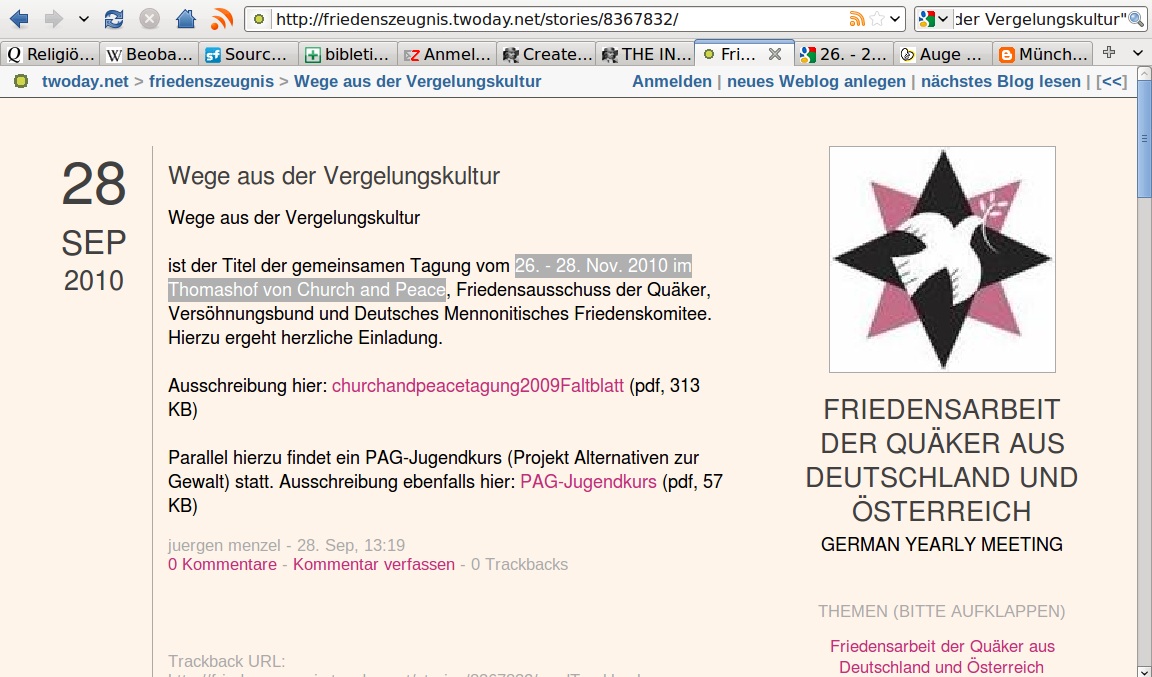 http://friedenszeugnis.twoday.net/stories/8367832/
der Vergelungskultur"
Religiö...
Beoba...
Sourc...
bibleti...
Anmel...
Create...
THE IN...
Fri...
26. - 2...
Auge ...
Münch...
twoday.net > friedenszeugnis > Wege aus der Vergelungskultur
Anmelden | neues Weblog anlegen | nächstes Blog lesen | [<<]
28
SEP
2010
Wege aus der Vergelungskultur
Wege aus der Vergelungskultur
ist der Titel der gemeinsamen Tagung vom 26. - 28. Nov. 2010 im
Thomashof von Church and Peace, Friedensausschuss der Quäker,
Versöhnungsbund und Deutsches Mennonitisches Friedenskomitee.
Hierzu ergeht herzliche Einladung.
Ausschreibung hier: churchandpeacetagung2009Faltblatt (pdf, 313
KB)
Parallel hierzu findet ein PAG-Jugendkurs (Projekt Alternativen zur
Gewalt) statt. Ausschreibung ebenfalls hier: PAG-Jugendkurs (pdf, 57
KB)
juergen menzel - 28. Sep, 13:19
0 Kommentare - Kommentar verfassen - 0 Trackbacks
Trackback URL:
FRIEDENSARBEIT
DER QUÄKER AUS
DEUTSCHLAND UND
ÖSTERREICH
GERMAN YEARLY MEETING
THEMEN (BITTE AUFKLAPPEN)
Friedensarbeit der Quäker aus
Deutschland und Österreich